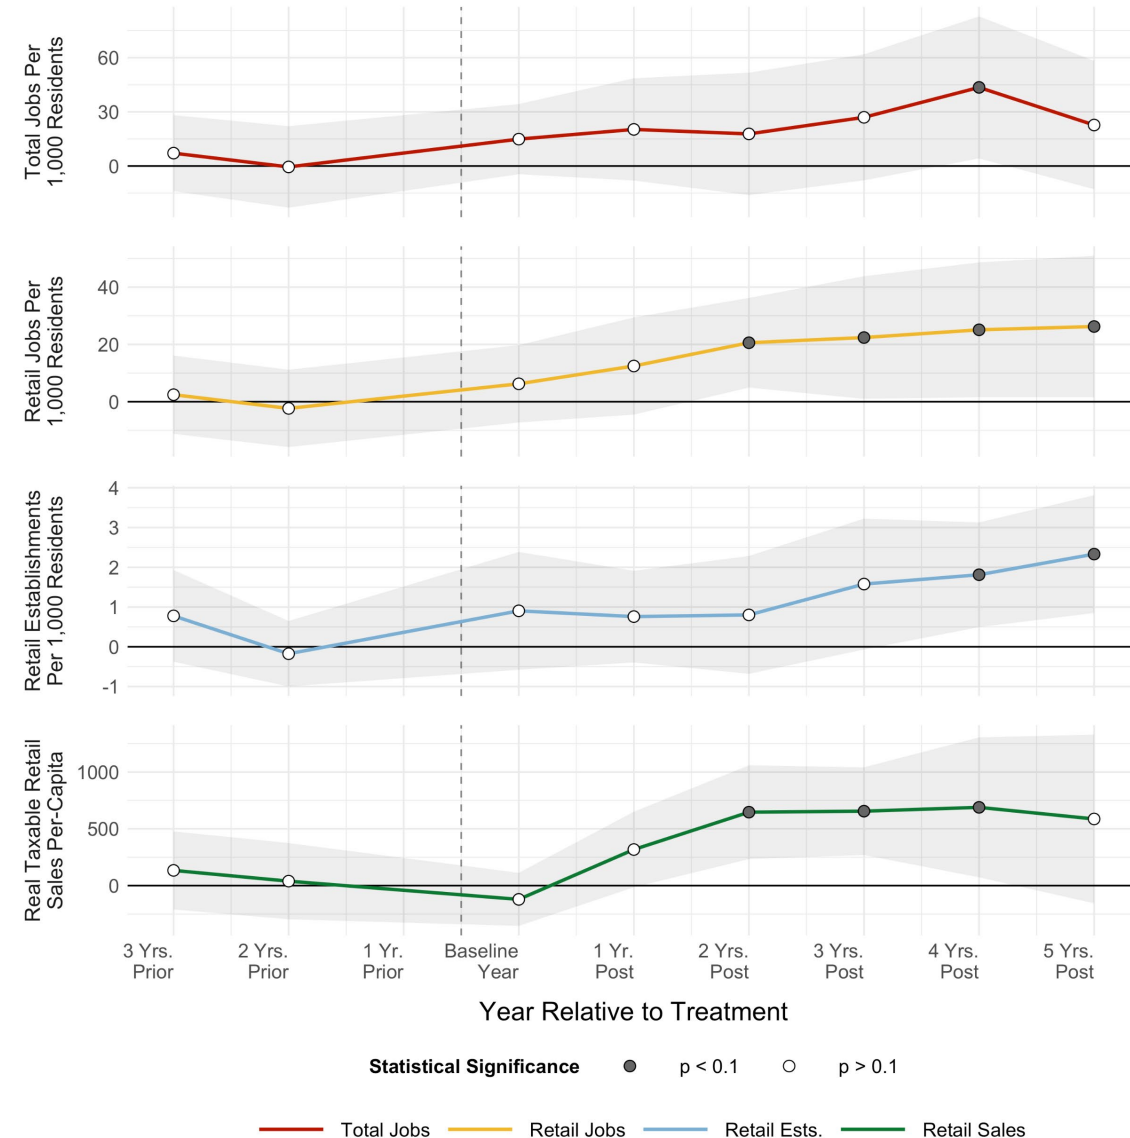 Total Jobs Per
1,000 Residents
60
30
0
Retail Jobs Per
1,000 Residents
40
20
0
Retail Establishments
Per 1,000 Residents
4
3
2
1
0
-1
Real Taxable Retail
Sales Per-Capita
1000
500
0
3 Yrs. Prior
2 Yrs. Prior
1 Yr. Prior
Baseline Year
1 Yr. Post
2 Yrs. Post
3 Yrs. Post
4 Yrs. Post
5 Yrs. Post
Year Relative to Treatment
Statistical Significance p < 0.1 p > 0.1
Total Jobs Retail Jobs Retail Ests. Retail Sales